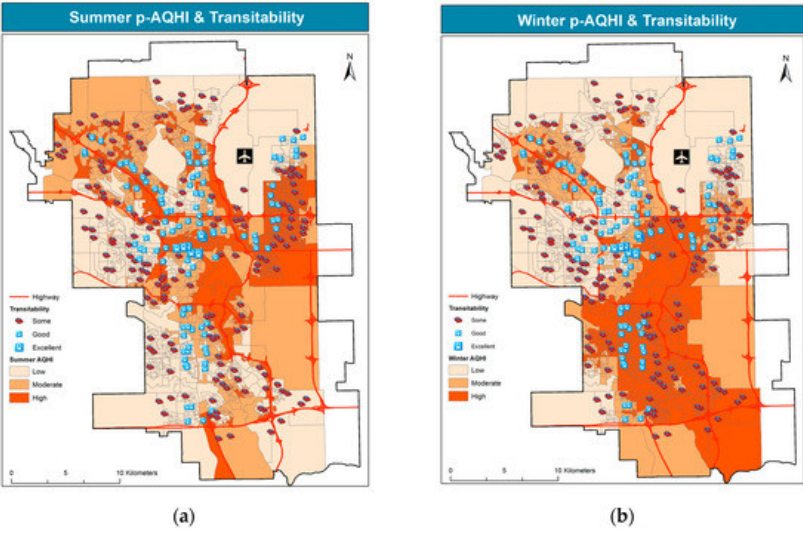 Summer p-AQHI & Transitability
N
Highway
Transitability
Some
Good
Excellent
Summer AQHI
Low
Moderate
High
0 5 10 Kilometers
(a)
Winter p-AQHI & Transitability
N
Highway
Transitability
Some
Good
Excellent
Winter AQHI
Low
Moderate
High
0 5 10 Kilometers
(b)